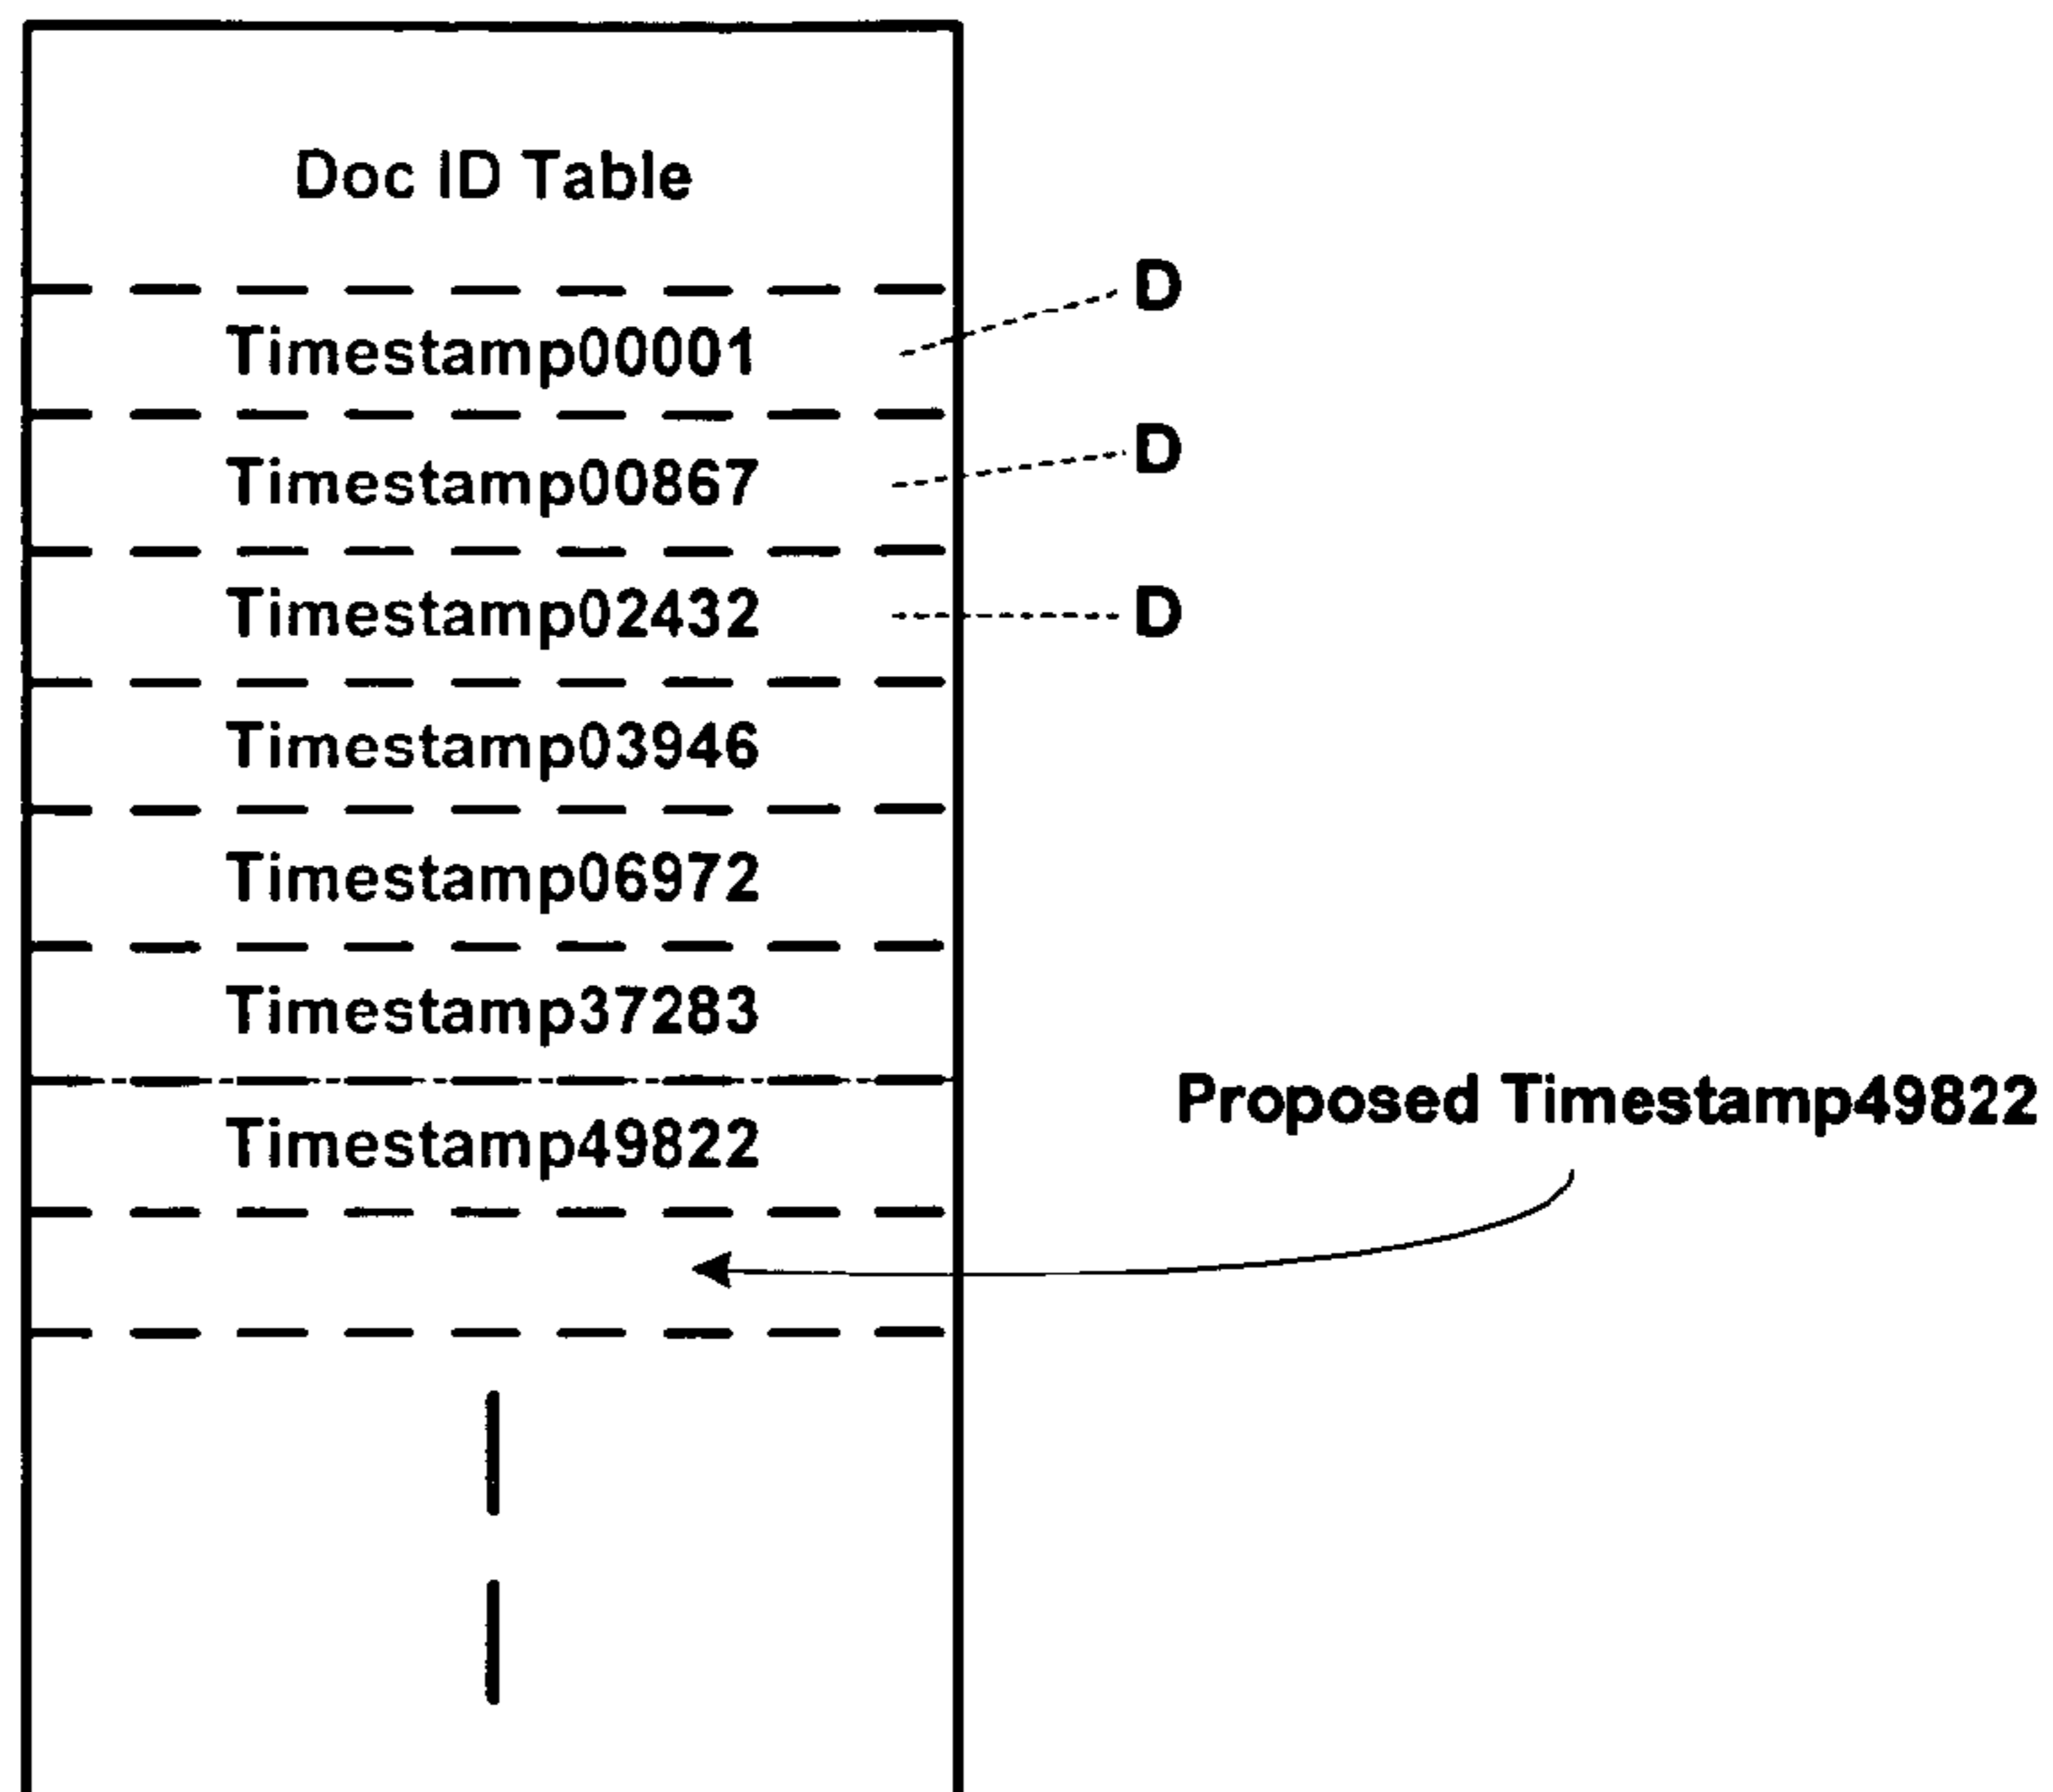 Doc ID Table
D
Timestamp00001
D
Timestamp00867
D
Timestamp02432
Timestamp03946
Timestamp06972
Timestamp37283
Proposed Timestamp49822
Timestamp49822